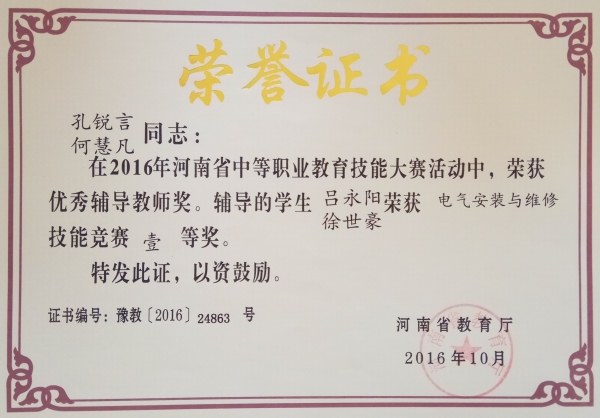 荣誉证书
孔锐言
何慧凡 同志：
在2016年河南省中等职业教育技能大赛活动中，荣获
优秀辅导教师奖。辅导的学生 吕永阳 徐世豪 荣获 电气安装与维修
技能竞赛 壹 等奖。
特发此证，以资鼓励。
证书编号：豫教〔2016〕24863 号
河南省教育厅
2016年10月